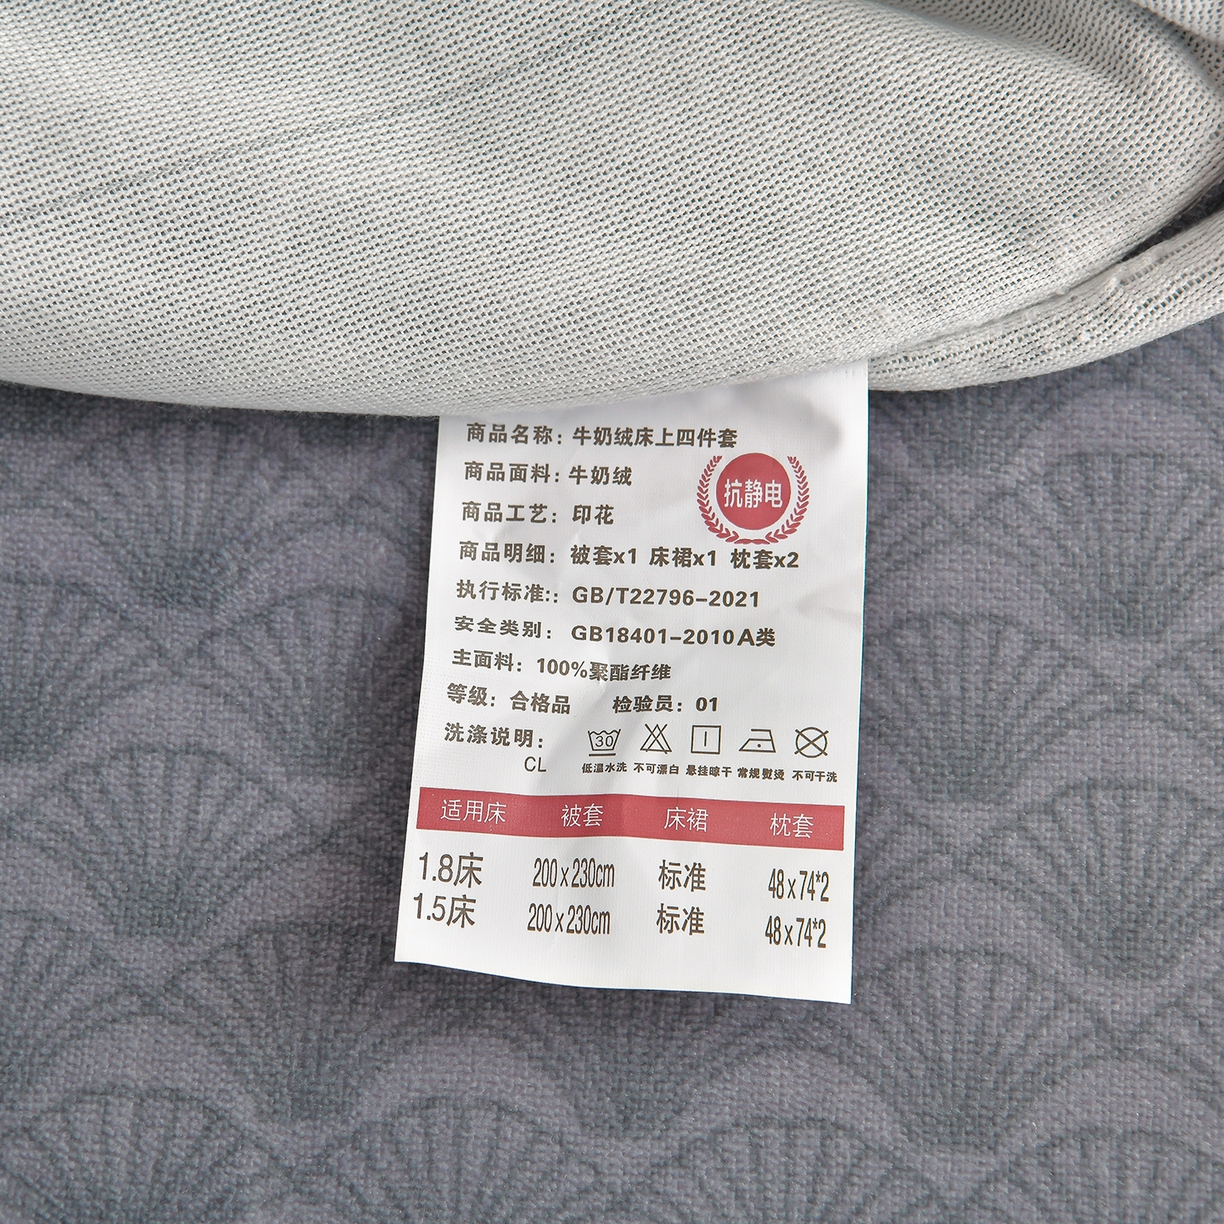 商品名称: 牛奶绒床上四件套
商品面料: 牛奶绒
抗静电
商品工艺: 印花
商品明细: 被套x1 床裙x1 枕套x2
执行标准:: GB/T22796-2021
安全类别: GB18401-2010A类
主面料: 100%聚酯纤维
等级: 合格品 检验员: 01
洗涤说明: 30
CL 低温水洗 不可漂白 悬挂晾干 常规熨烫 不可干洗
适用床 被套 床裙 枕套
1.8床 200x230cm 标准 48x74*2
1.5床 200x230cm 标准 48x74*2